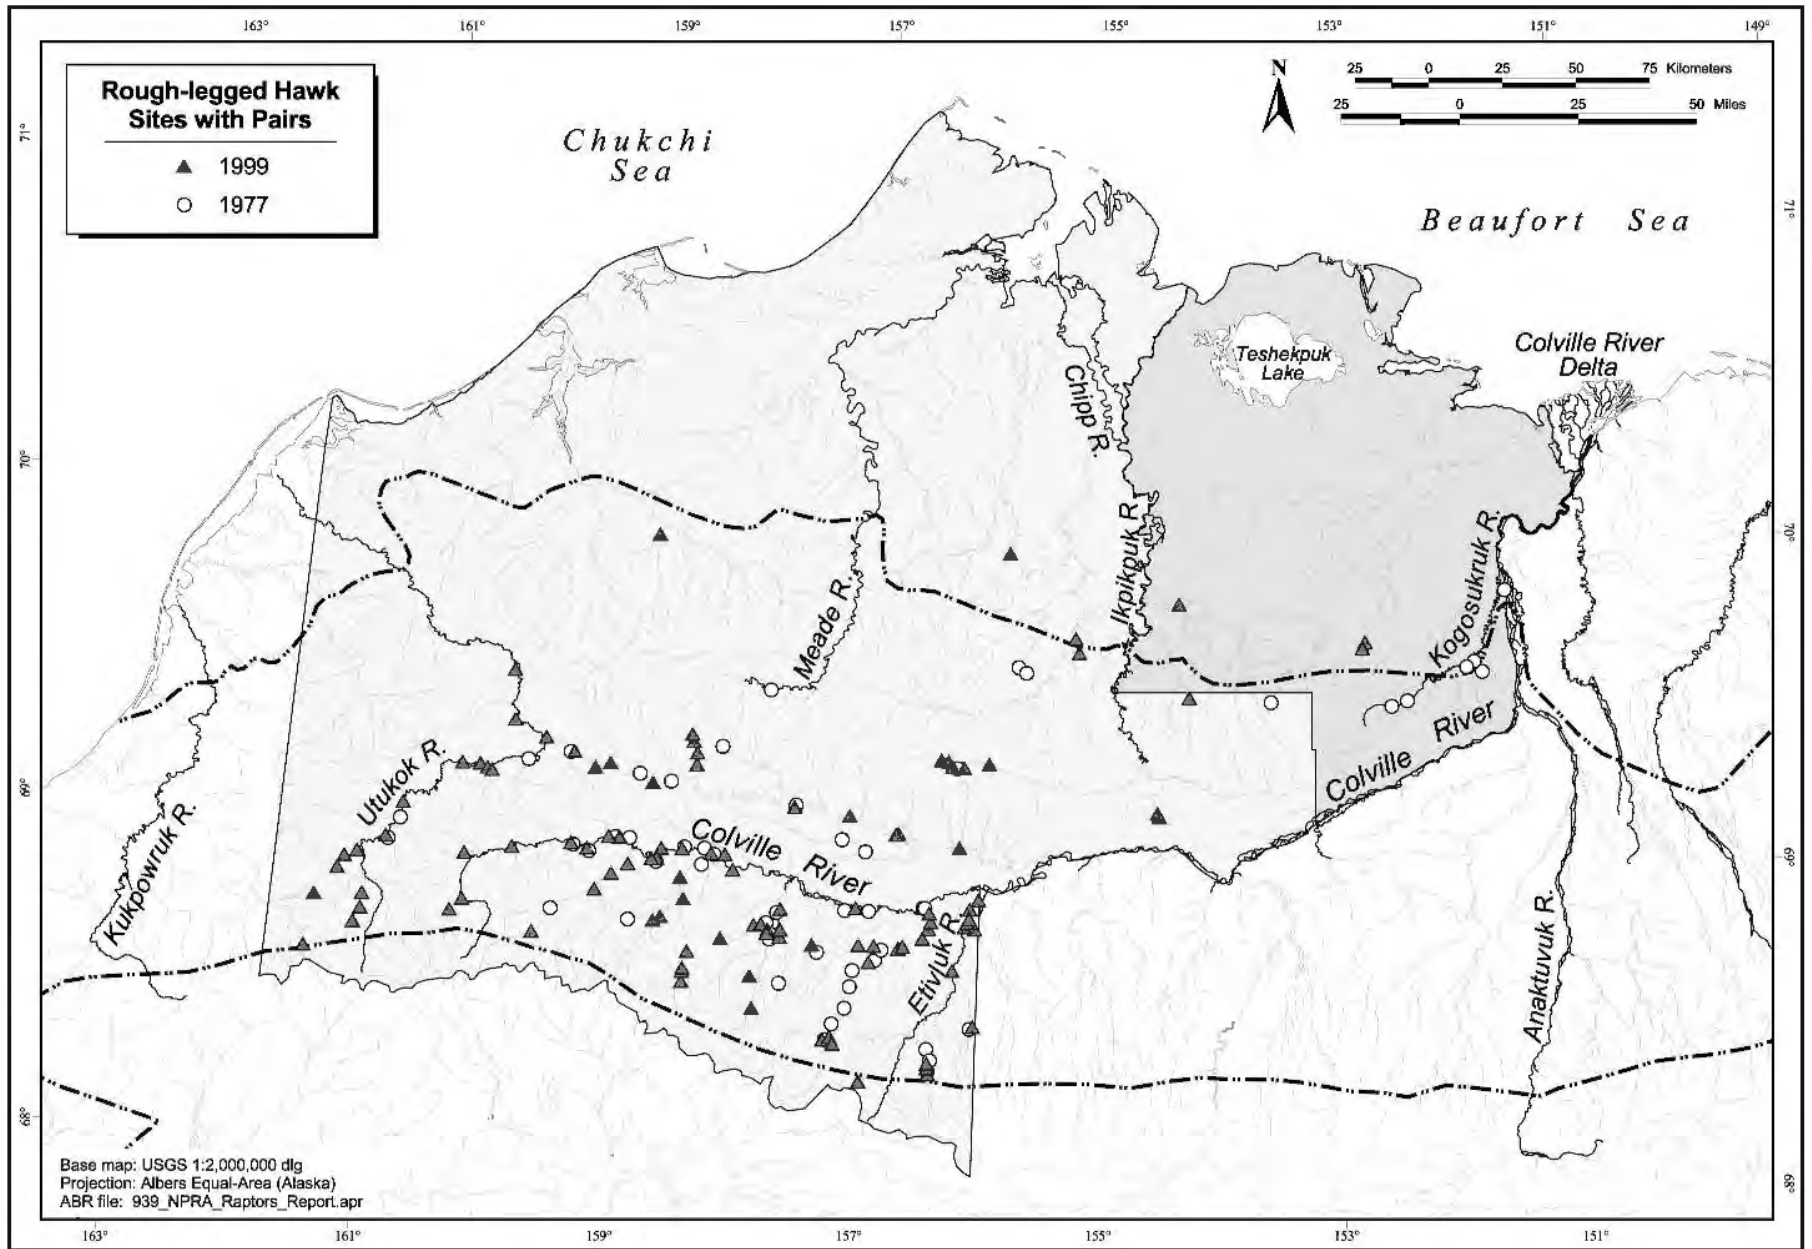 163° 161° 159° 157° 155° 153° 151° 149°
Rough-legged Hawk
Sites with Pairs
1999
1977
N
25 0 25 50 75 Kilometers
25 0 25 50 Miles
71°
71°
Chukchi
Sea
Beaufort Sea
Teshekpuk
Lake
Colville River
Delta
Chipp R.
70°
70°
Ikpikpuk R.
Kogosukruk R.
Meade R.
Utukok R.
Colville River
Kukpowruk R.
Colville River
69°
69°
Etivluk R.
Anaktuvuk R.
68°
68°
Base map: USGS 1:2,000,000 dlg
Projection: Albers Equal-Area (Alaska)
ABR file: 939_NPRA_Raptors_Report.apr
163° 161° 159° 157° 155° 153° 151°